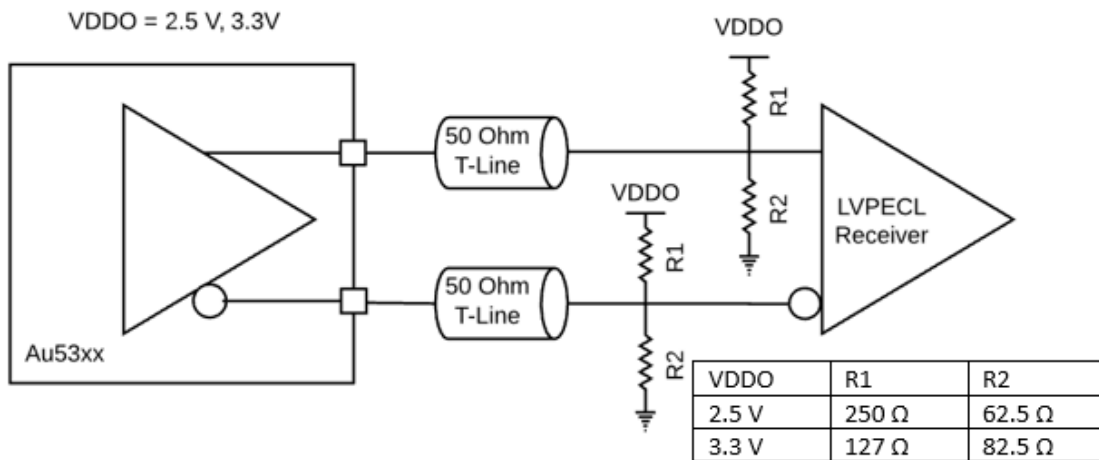 VDDO = 2.5 V, 3.3V
VDDO
R1
50 Ohm
T-Line
R2
VDDO
LVPECL
Receiver
R1
50 Ohm
T-Line
R2
Au53xx
VDDO R1 R2
2.5 V 250 Ω 62.5 Ω
3.3 V 127 Ω 82.5 Ω